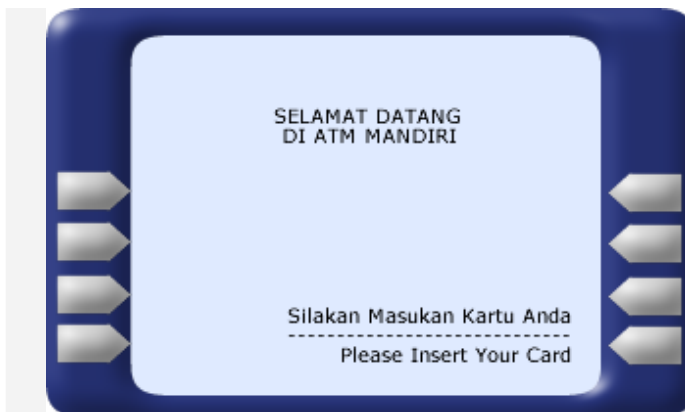 SELAMAT DATANG
DI ATM MANDIRI
Silakan Masukan Kartu Anda
----------------------------
Please Insert Your Card